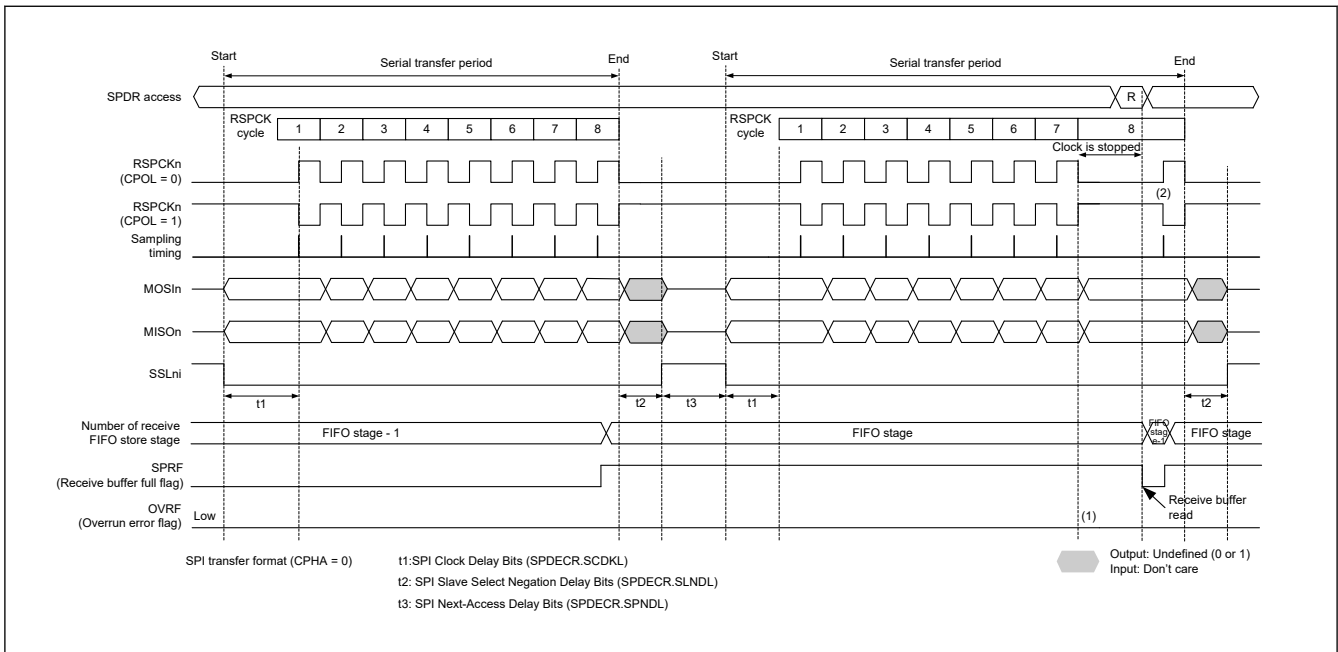 Start
Serial transfer period
End
Start
Serial transfer period
End
SPDR access
R
RSPCK
cycle
1 2 3 4 5 6 7 8
RSPCK
cycle
1 2 3 4 5 6 7 8
Clock is stopped
RSPCKn
(CPOL = 0)
(2)
RSPCKn
(CPOL = 1)
Sampling
timing
MOSIn
MISOn
SSLni
t1
t2
t3
t1
t2
Number of receive
FIFO store stage
FIFO stage - 1
FIFO stage
FIFO
stag
e-1
FIFO stage
SPRF
(Receive buffer full flag)
Receive buffer
read
OVRF
(Overrun error flag)
Low
(1)
SPI transfer format (CPHA = 0)
t1:SPI Clock Delay Bits (SPDECR.SCDKL)
t2: SPI Slave Select Negation Delay Bits (SPDECR.SLNDL)
t3: SPI Next-Access Delay Bits (SPDECR.SPNDL)
Output: Undefined (0 or 1)
Input: Don't care